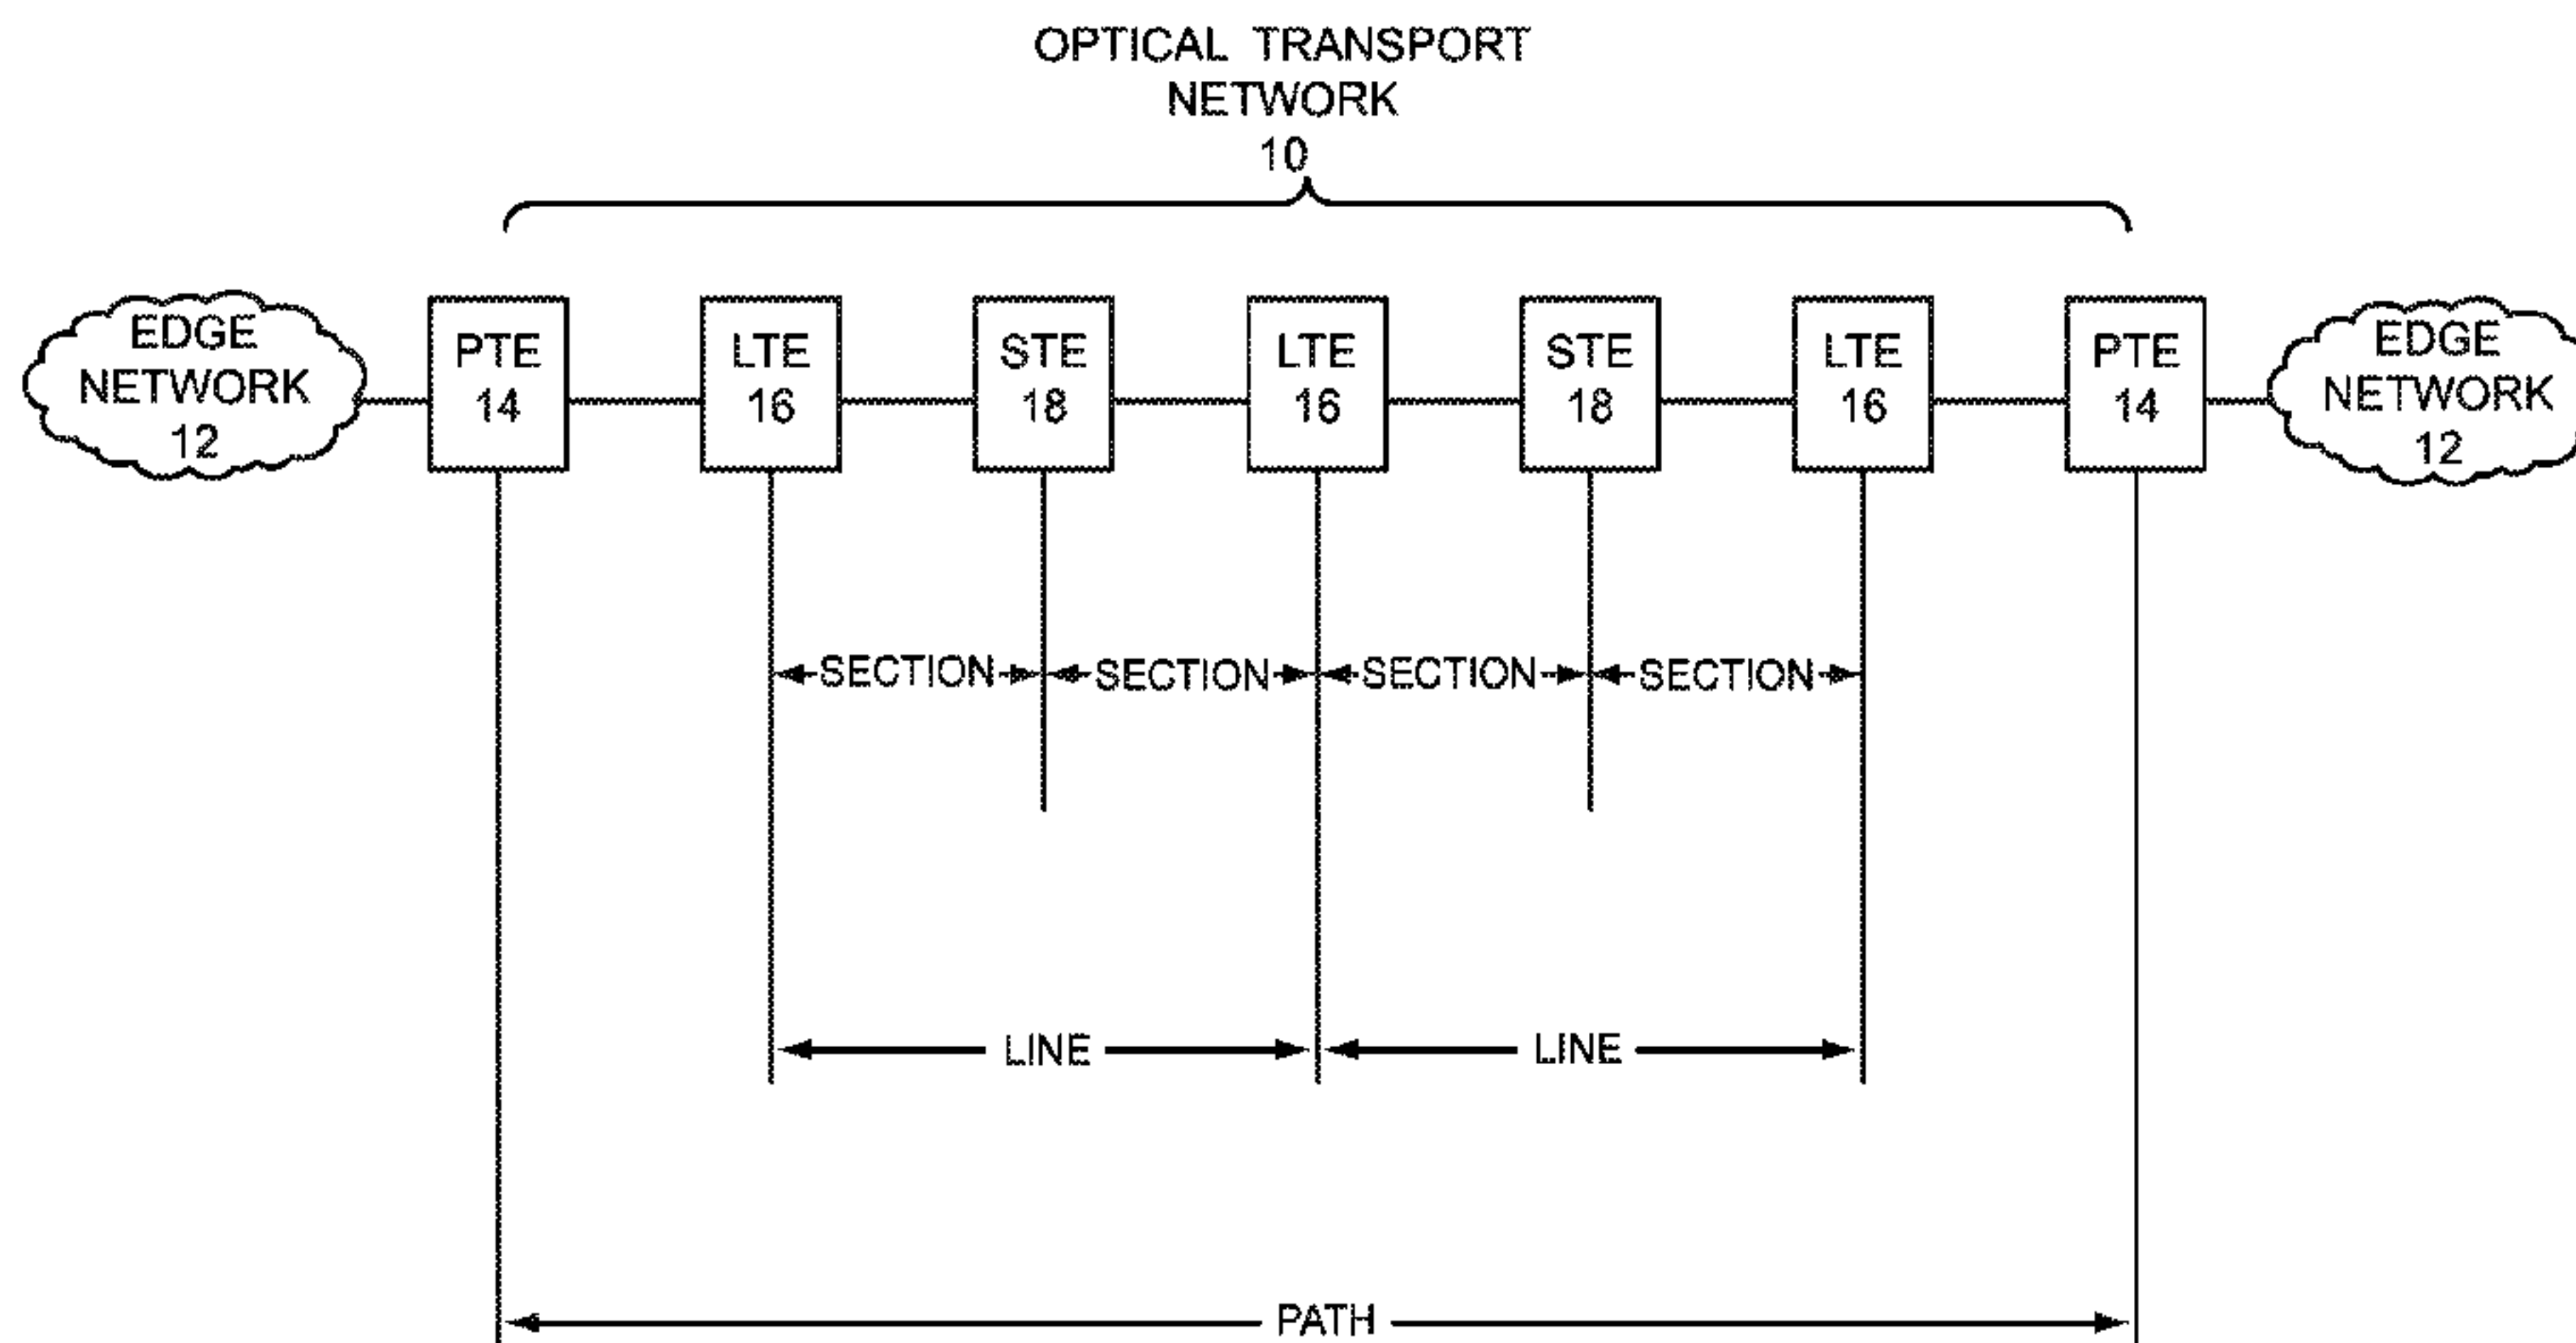 OPTICAL TRANSPORT
NETWORK
10
EDGE
NETWORK
12
PTE
14
LTE
16
STE
18
LTE
16
STE
18
LTE
16
PTE
14
EDGE
NETWORK
12
SECTION
SECTION
SECTION
SECTION
LINE
LINE
PATH